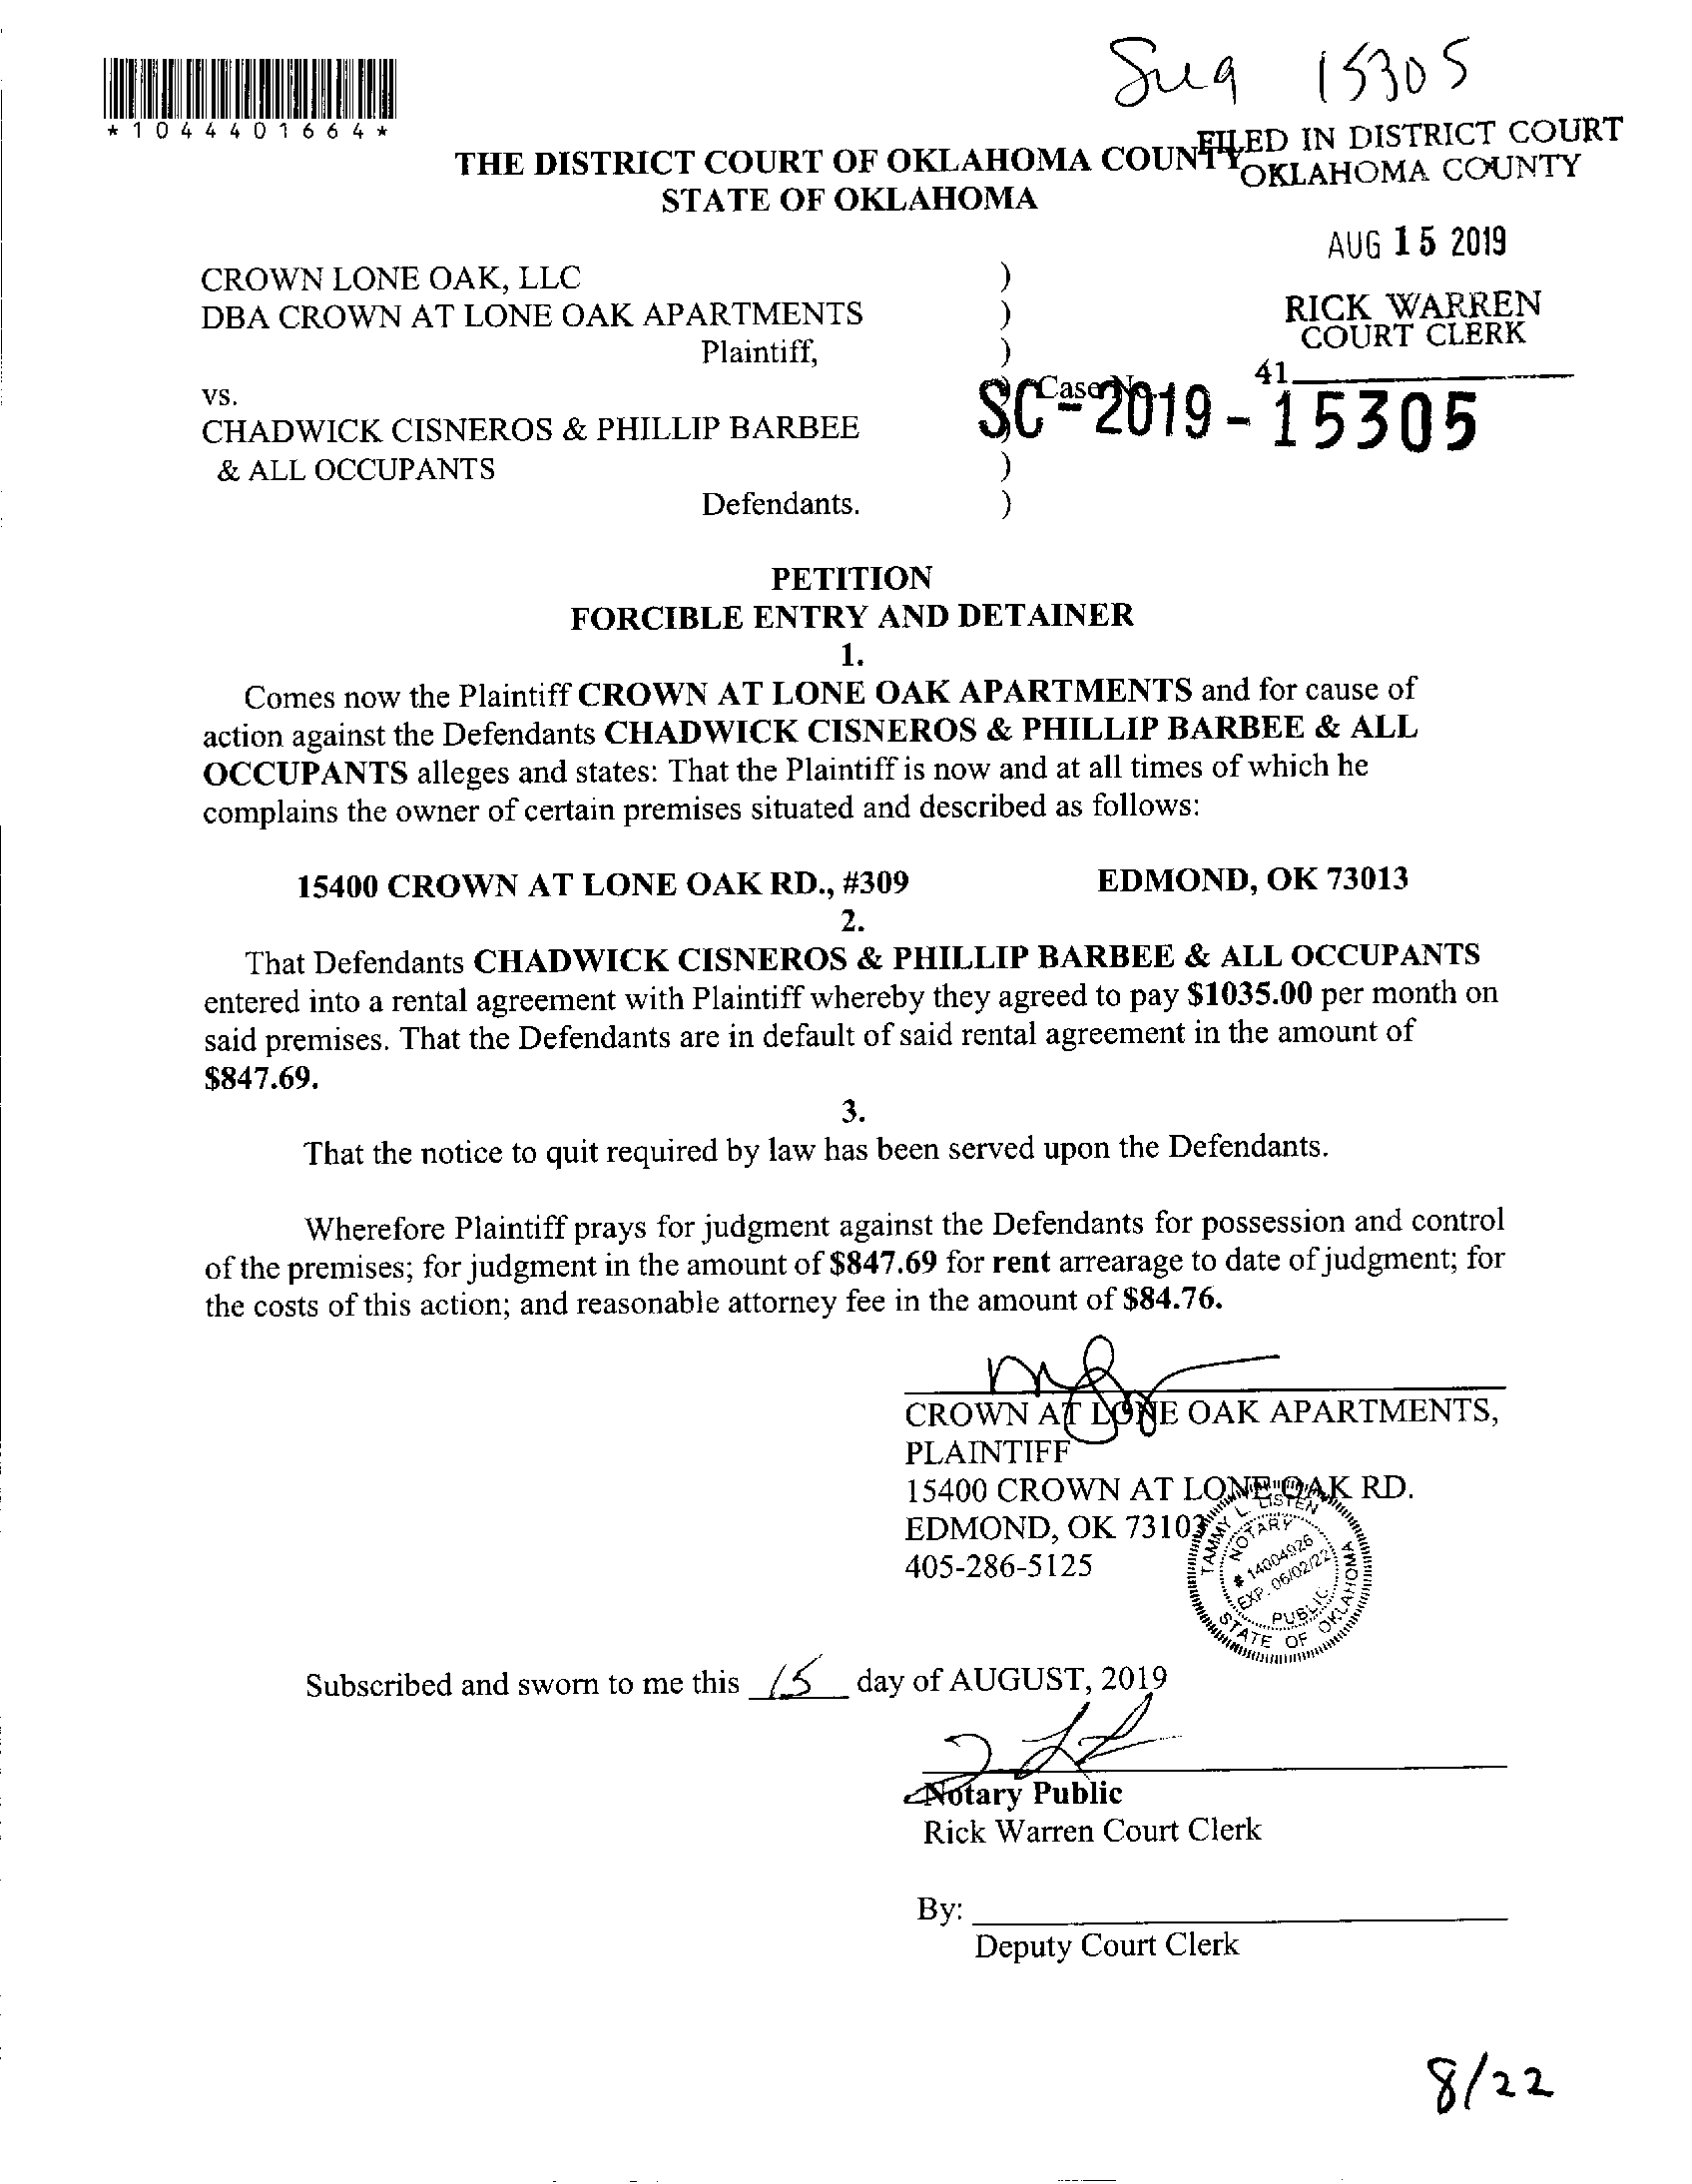 Sug 15305
*1044401664*
FILED IN DISTRICT COURT
OKLAHOMA COUNTY
THE DISTRICT COURT OF OKLAHOMA COUNTY
STATE OF OKLAHOMA
AUG 15 2019
RICK WARREN
COURT CLERK
41
CROWN LONE OAK, LLC )
DBA CROWN AT LONE OAK APARTMENTS )
Plaintiff, )
vs. ) Case No.
SC-2019-15305
CHADWICK CISNEROS & PHILLIP BARBEE )
& ALL OCCUPANTS )
Defendants. )
PETITION
FORCIBLE ENTRY AND DETAINER
1.
Comes now the Plaintiff CROWN AT LONE OAK APARTMENTS and for cause of
action against the Defendants CHADWICK CISNEROS & PHILLIP BARBEE & ALL
OCCUPANTS alleges and states: That the Plaintiff is now and at all times of which he
complains the owner of certain premises situated and described as follows:
15400 CROWN AT LONE OAK RD., #309 EDMOND, OK 73013
2.
That Defendants CHADWICK CISNEROS & PHILLIP BARBEE & ALL OCCUPANTS
entered into a rental agreement with Plaintiff whereby they agreed to pay $1035.00 per month on
said premises. That the Defendants are in default of said rental agreement in the amount of
$847.69.
3.
That the notice to quit required by law has been served upon the Defendants.
Wherefore Plaintiff prays for judgment against the Defendants for possession and control
of the premises; for judgment in the amount of $847.69 for rent arrearage to date of judgment; for
the costs of this action; and reasonable attorney fee in the amount of $84.76.
CROWN AT LONE OAK APARTMENTS,
PLAINTIFF
15400 CROWN AT LONE OAK RD.
EDMOND, OK 73103
405-286-5125
TAMMY L. LISTEN
NOTARY
# 14004926
EXP. 06/02/22
PUBLIC
STATE OF OKLAHOMA
Subscribed and sworn to me this 15 day of AUGUST, 2019
Notary Public
Rick Warren Court Clerk
By:
Deputy Court Clerk
8/22